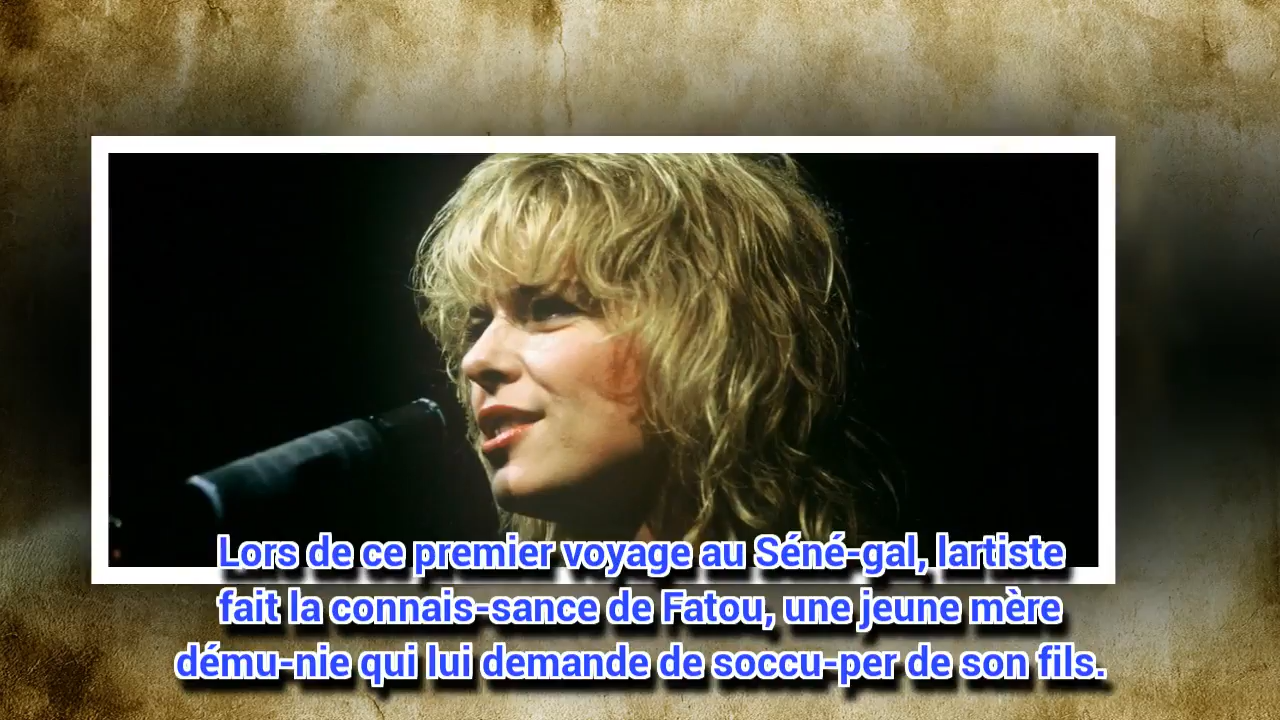 Lors de ce premier voyage au Séné-gal, lartiste
fait la connais-sance de Fatou, une jeune mère
dému-nie qui lui demande de soccu-per de son fils.